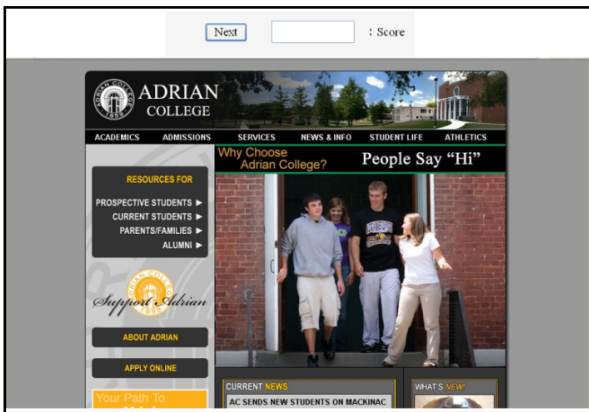 Next : Score
ADRIAN
COLLEGE
ACADEMICS ADMISSIONS SERVICES NEWS & INFO STUDENT LIFE ATHLETICS
Why Choose
Adrian College?
People Say “Hi”
RESOURCES FOR
PROSPECTIVE STUDENTS ►
CURRENT STUDENTS ►
PARENTS/FAMILIES ►
ALUMNI ►
Support Adrian
ABOUT ADRIAN
APPLY ONLINE
Your Path To..
CURRENT NEWS
WHAT'S NEW!
AC SENDS NEW STUDENTS ON MACKINAC